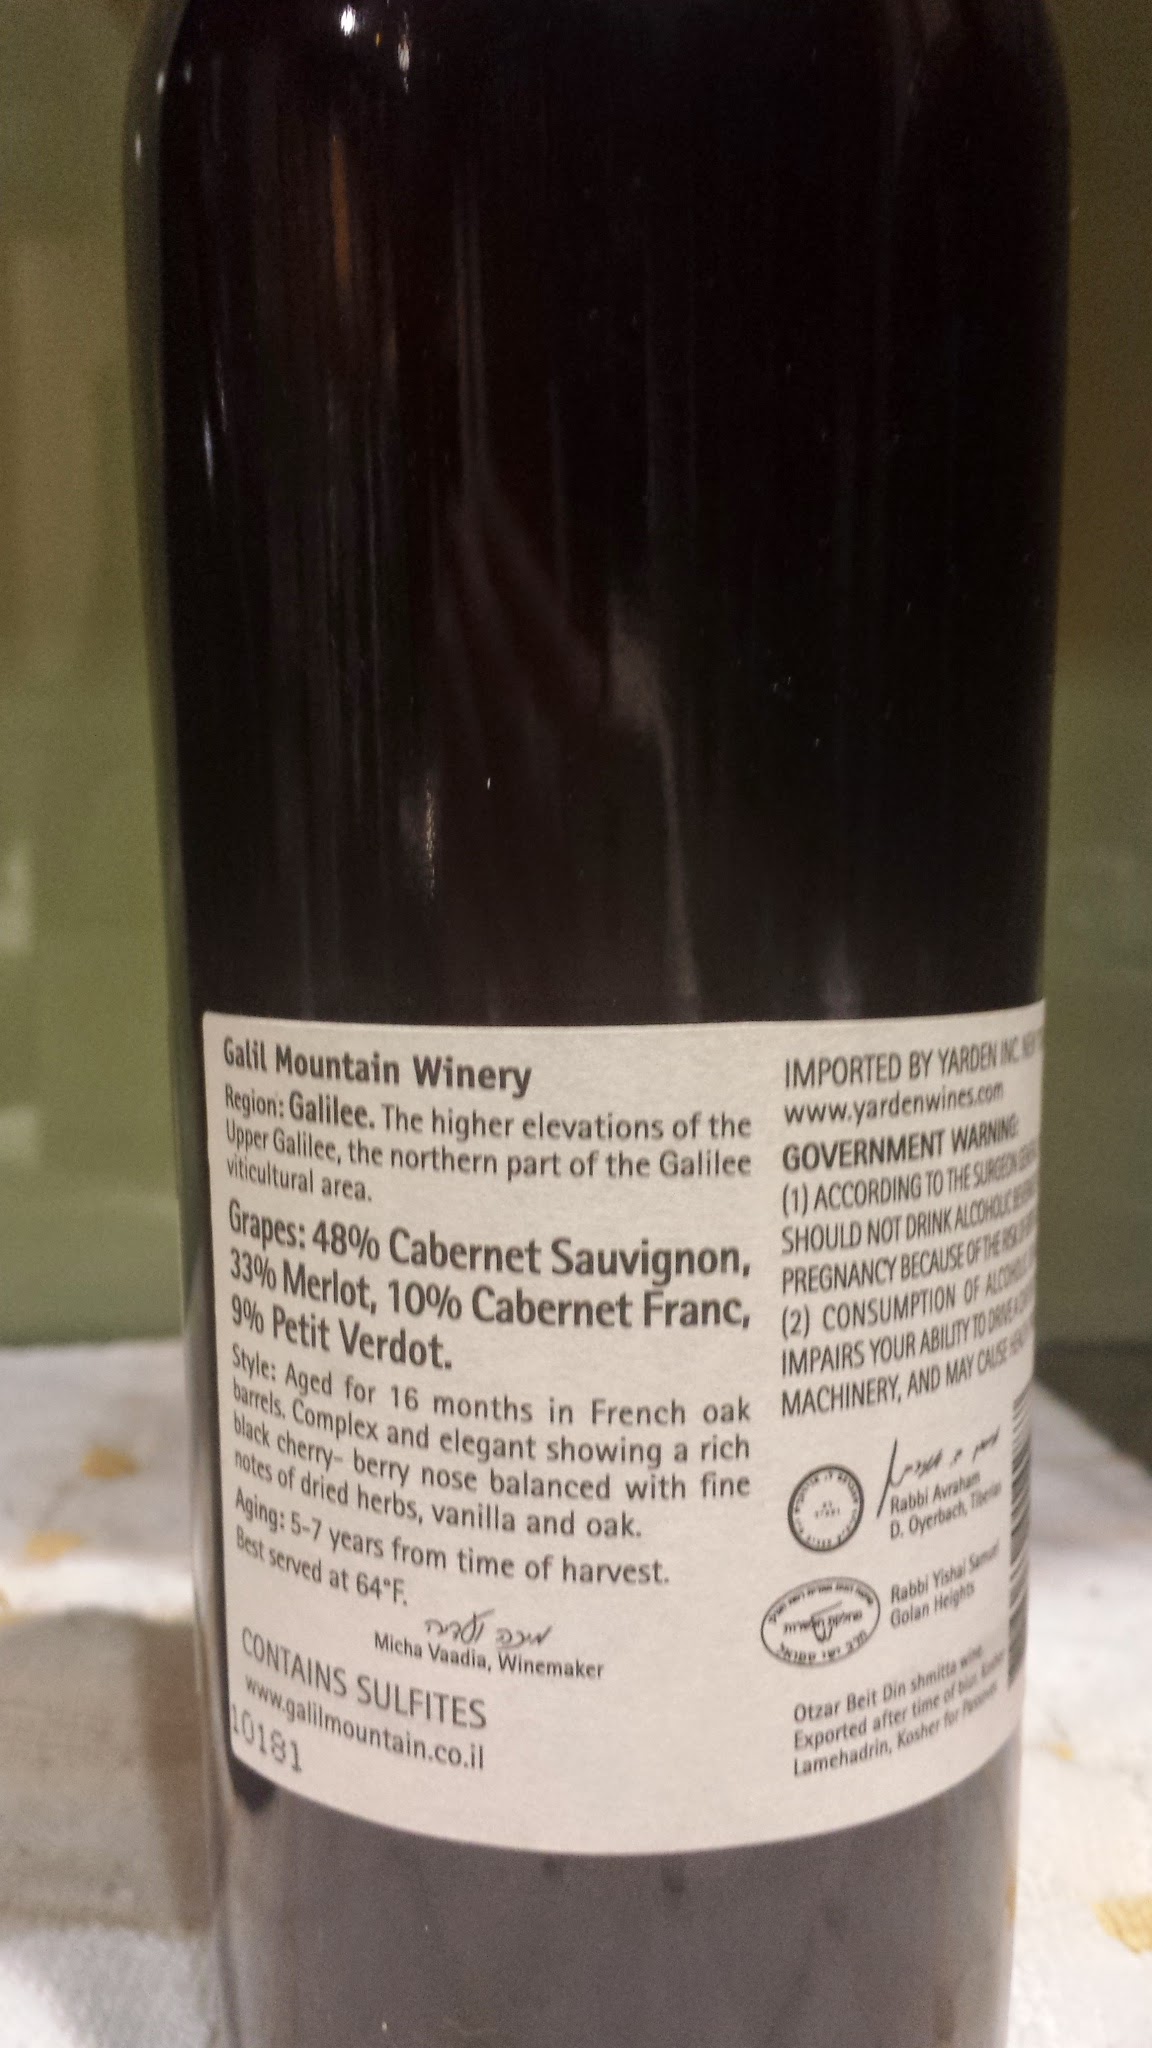 Galil Mountain Winery
Region: Galilee. The higher elevations of the
Upper Galilee, the northern part of the Galilee
viticultural area.
Grapes: 48% Cabernet Sauvignon,
33% Merlot, 10% Cabernet Franc,
9% Petit Verdot.
Style: Aged for 16 months in French oak
barrels. Complex and elegant showing a rich
black cherry- berry nose balanced with fine
notes of dried herbs, vanilla and oak.
Aging: 5-7 years from time of harvest.
Best served at 64°F.
מיכה ועדיה
Micha Vaadia, Winemaker
CONTAINS SULFITES
www.galilmountain.co.il
10181
IMPORTED BY YARDEN INC.
www.yardenwines.com
GOVERNMENT WARNING:
(1) ACCORDING TO THE SURGEON
SHOULD NOT DRINK ALCOHOLIC
PREGNANCY BECAUSE OF THE RISK OF
(2) CONSUMPTION OF ALCOHOLIC
IMPAIRS YOUR ABILITY TO DRIVE A
MACHINERY, AND MAY CAUSE
Rabbi Avraham
D. Oyerbach, Tiberias
Rabbi Yishai Samuel
Golan Heights
Otzar Beit Din shmitta wine.
Exported after time of biur. Kosher
Lamehadrin, Kosher for Passover